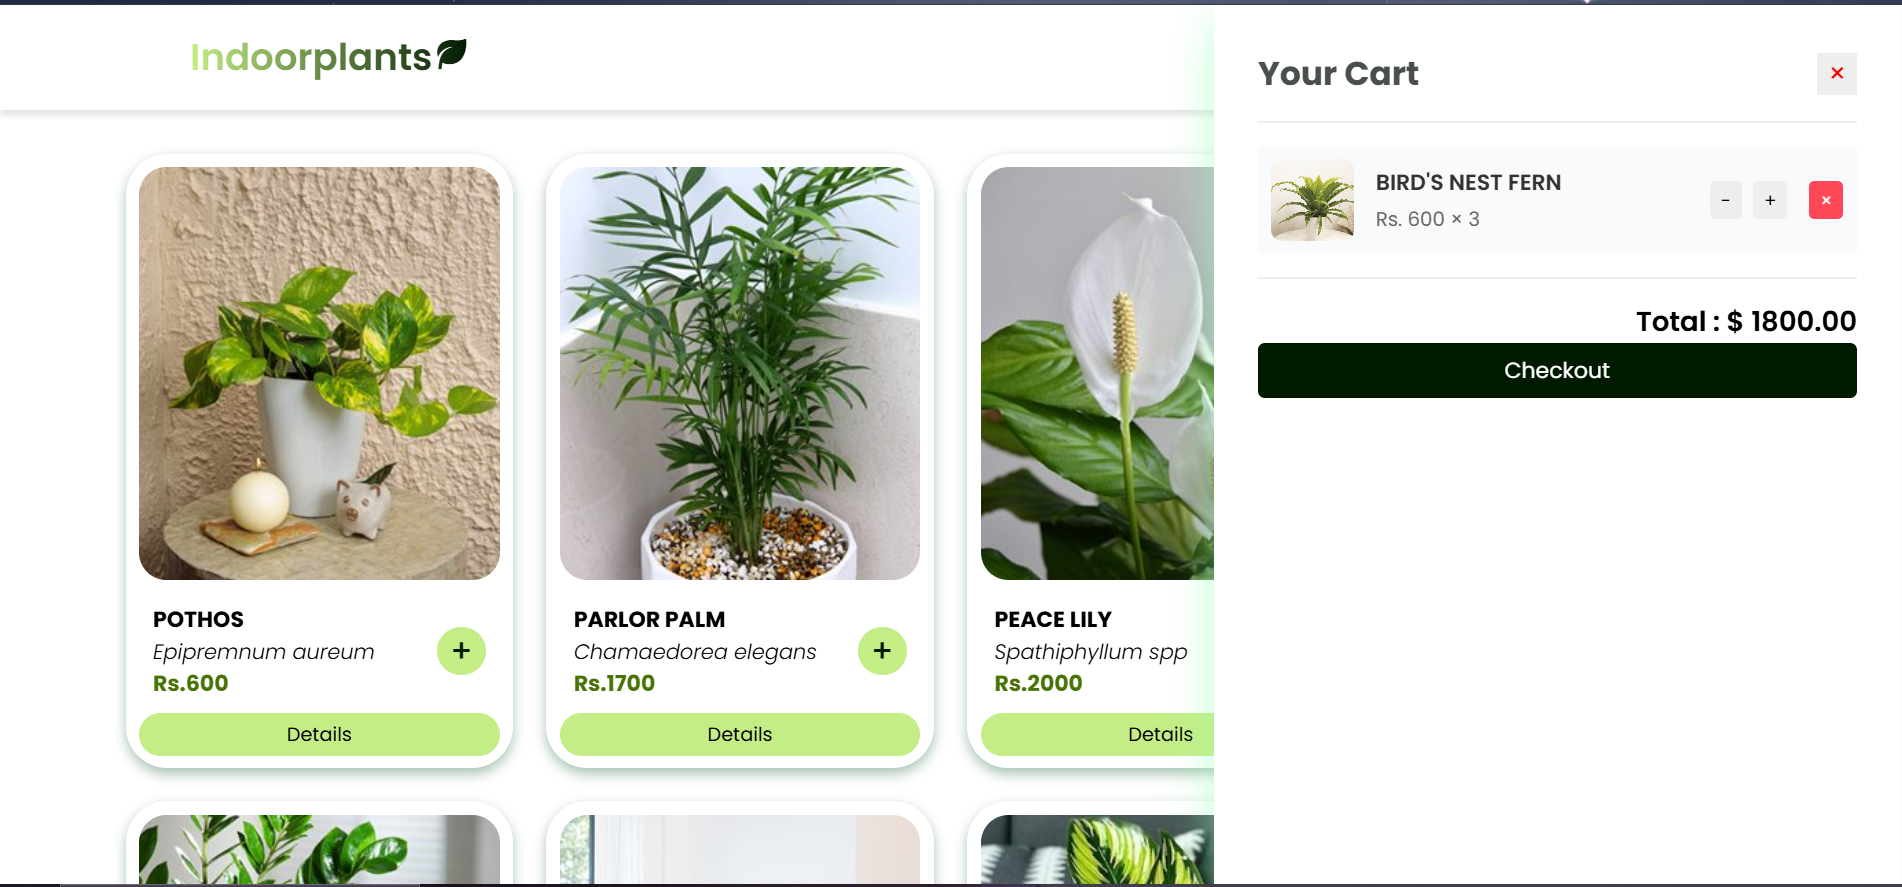 Indoorplants
Your Cart
×
BIRD'S NEST FERN
Rs. 600 × 3
- + ×
Total : $ 1800.00
Checkout
POTHOS
Epipremnum aureum
+
Rs.600
Details
PARLOR PALM
Chamaedorea elegans
+
Rs.1700
Details
PEACE LILY
Spathiphyllum spp
Rs.2000
Details